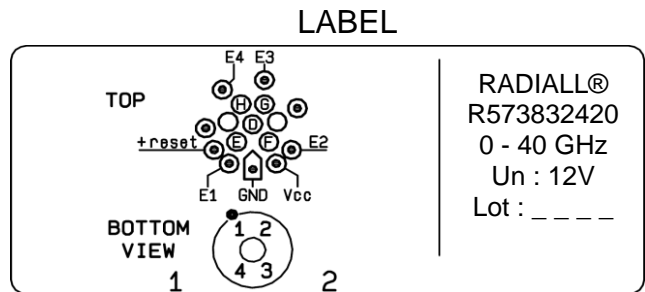 LABEL
E4 E3
TOP
H G
D
+reset E F E2
E1 GND Vcc
BOTTOM
VIEW
1 2
4 3
1 2
RADIALL®
R573832420
0 - 40 GHz
Un : 12V
Lot : _ _ _ _